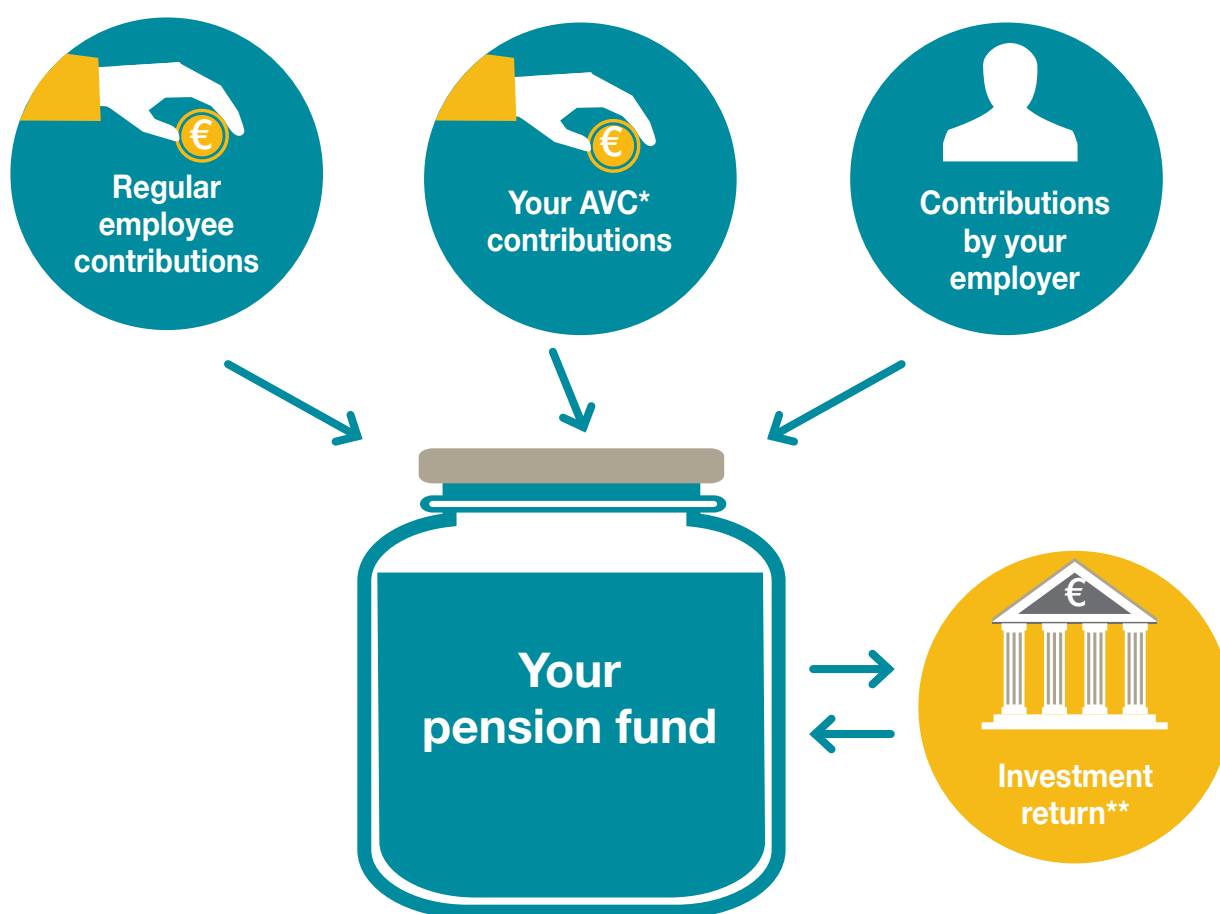 €
Regular
employee
contributions
€
Your AVC*
contributions
Contributions
by your
employer
Your
pension fund
€
Investment
return**